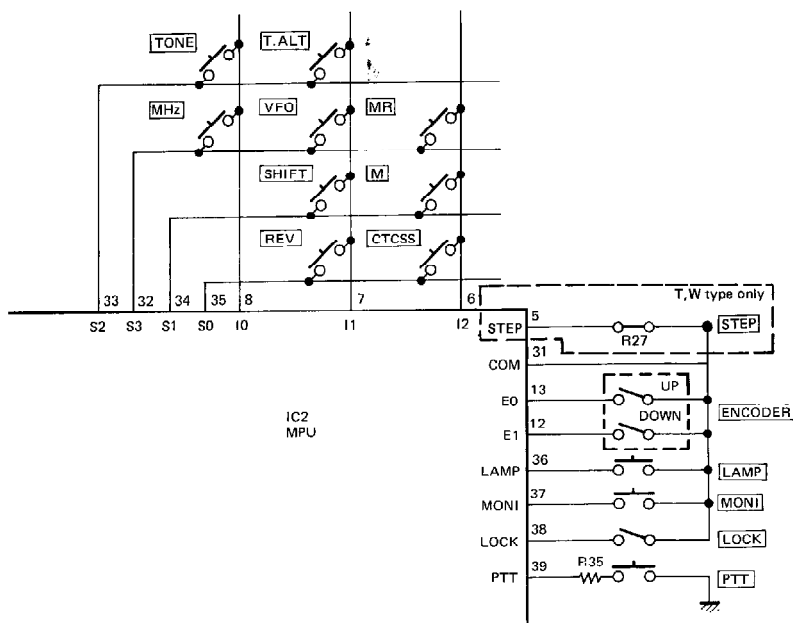 TONE T.ALT
MHz VFO MR
SHIFT M
REV CTCSS
33 32 34 35 8 7 6
S2 S3 S1 S0 I0 I1 I2
T,W type only
STEP 5 R27 STEP
COM 31
E0 13 UP
ENCODER
E1 12 DOWN
IC2
MPU
LAMP 36 LAMP
MONI 37 MONI
LOCK 38 LOCK
PTT 39 R35 PTT